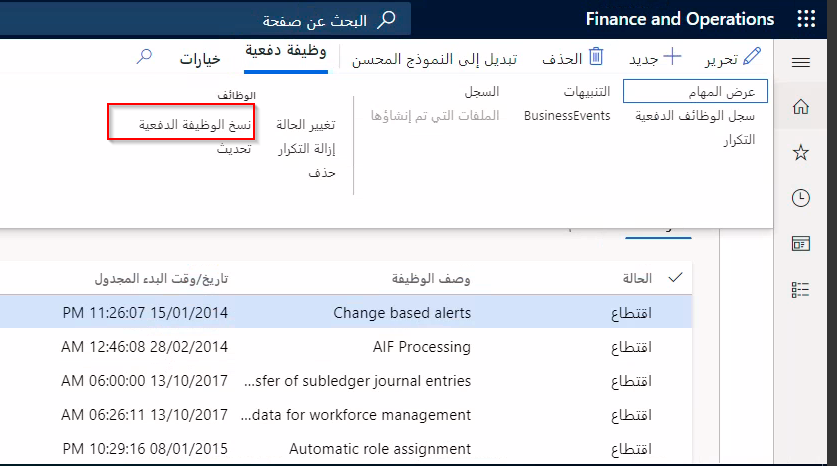 Finance and Operations
البحث عن صفحة
تحرير
جديد
الحذف
تبديل إلى النموذج المحسن
وظيفة دفعية
خيارات
عرض المهام
سجل الوظائف الدفعية
التكرار
التنبيهات
BusinessEvents
السجل
الملفات التي تم إنشاؤها
الوظائف
تغيير الحالة
إزالة التكرار
حذف
نسخ الوظيفة الدفعية
تحديث
الحالة وصف الوظيفة تاريخ/وقت البدء المجدول
اقتطاع Change based alerts 15/01/2014 11:26:07 PM
اقتطاع AIF Processing 28/02/2014 12:46:08 AM
اقتطاع ...sfer of subledger journal entries 13/10/2017 06:00:00 AM
اقتطاع ...data for workforce management 13/10/2017 06:26:11 AM
اقتطاع Automatic role assignment 08/01/2015 10:29:16 PM